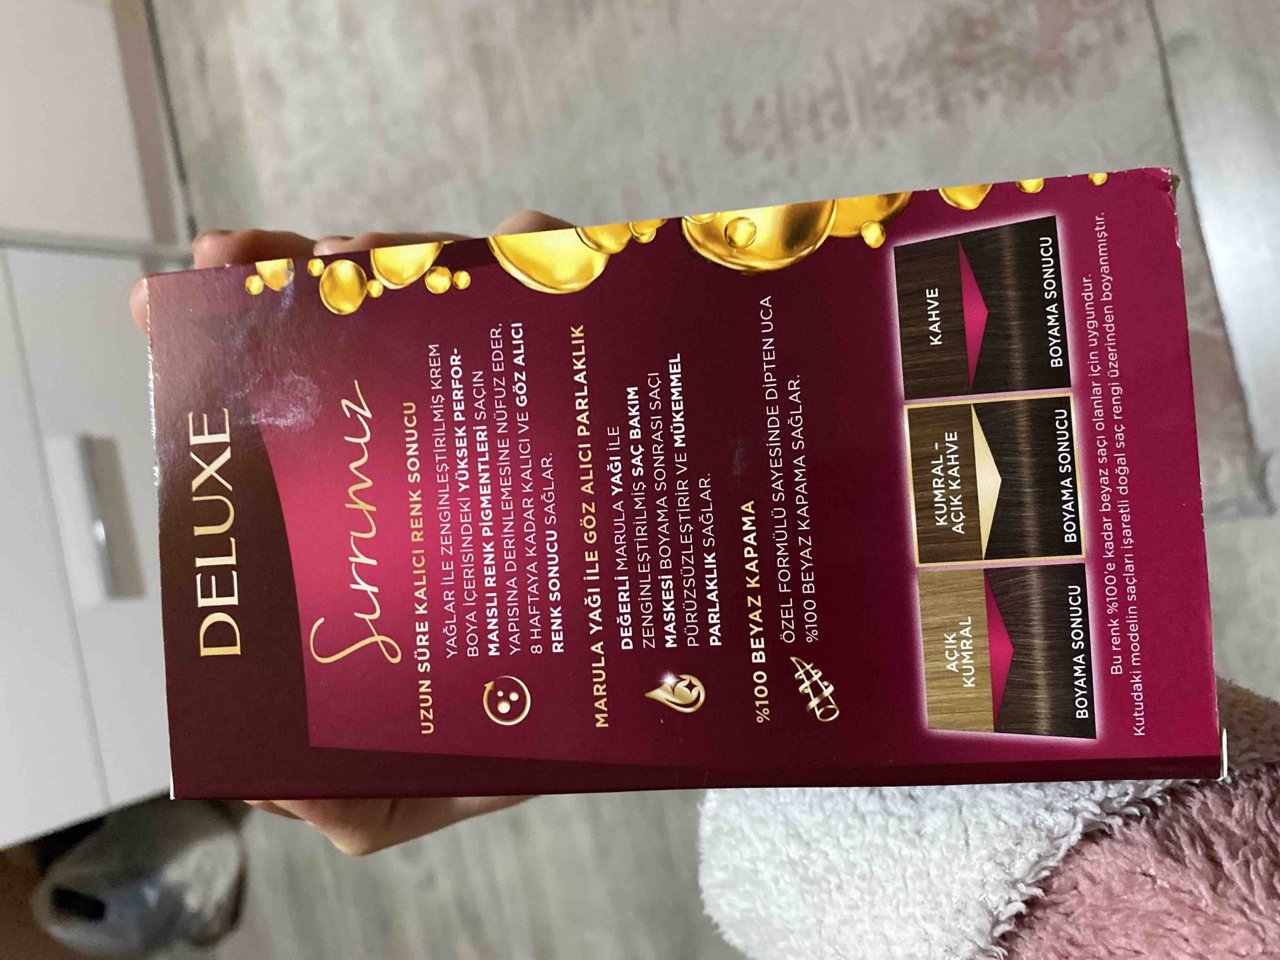 DELUXE
Sırrımız
UZUN SÜRE KALICI RENK SONUCU
YAĞLAR İLE ZENGİNLEŞTİRİLMİŞ KREM
BOYA İÇERİSİNDEKİ YÜKSEK PERFOR-
MANSLI RENK PİGMENTLERİ SAÇIN
YAPISINA DERİNLEMESİNE NÜFUZ EDER.
8 HAFTAYA KADAR KALICI VE GÖZ ALICI
RENK SONUCU SAĞLAR.
MARULA YAĞI İLE GÖZ ALICI PARLAKLIK
DEĞERLİ MARULA YAĞI İLE
ZENGİNLEŞTİRİLMİŞ SAÇ BAKIM
MASKESİ BOYAMA SONRASI SAÇI
PÜRÜZSÜZLEŞTİRİR VE MÜKEMMEL
PARLAKLIK SAĞLAR.
%100 BEYAZ KAPAMA
ÖZEL FORMÜLÜ SAYESİNDE DİPTEN UCA
%100 BEYAZ KAPAMA SAĞLAR.
AÇIK
KUMRAL
BOYAMA SONUCU
KUMRAL -
AÇIK KAHVE
BOYAMA SONUCU
KAHVE
BOYAMA SONUCU
Bu renk %100'e kadar beyaz saçı olanlar için uygundur.
Kutudaki modelin saçları işaretli doğal saç rengi üzerinden boyanmıştır.